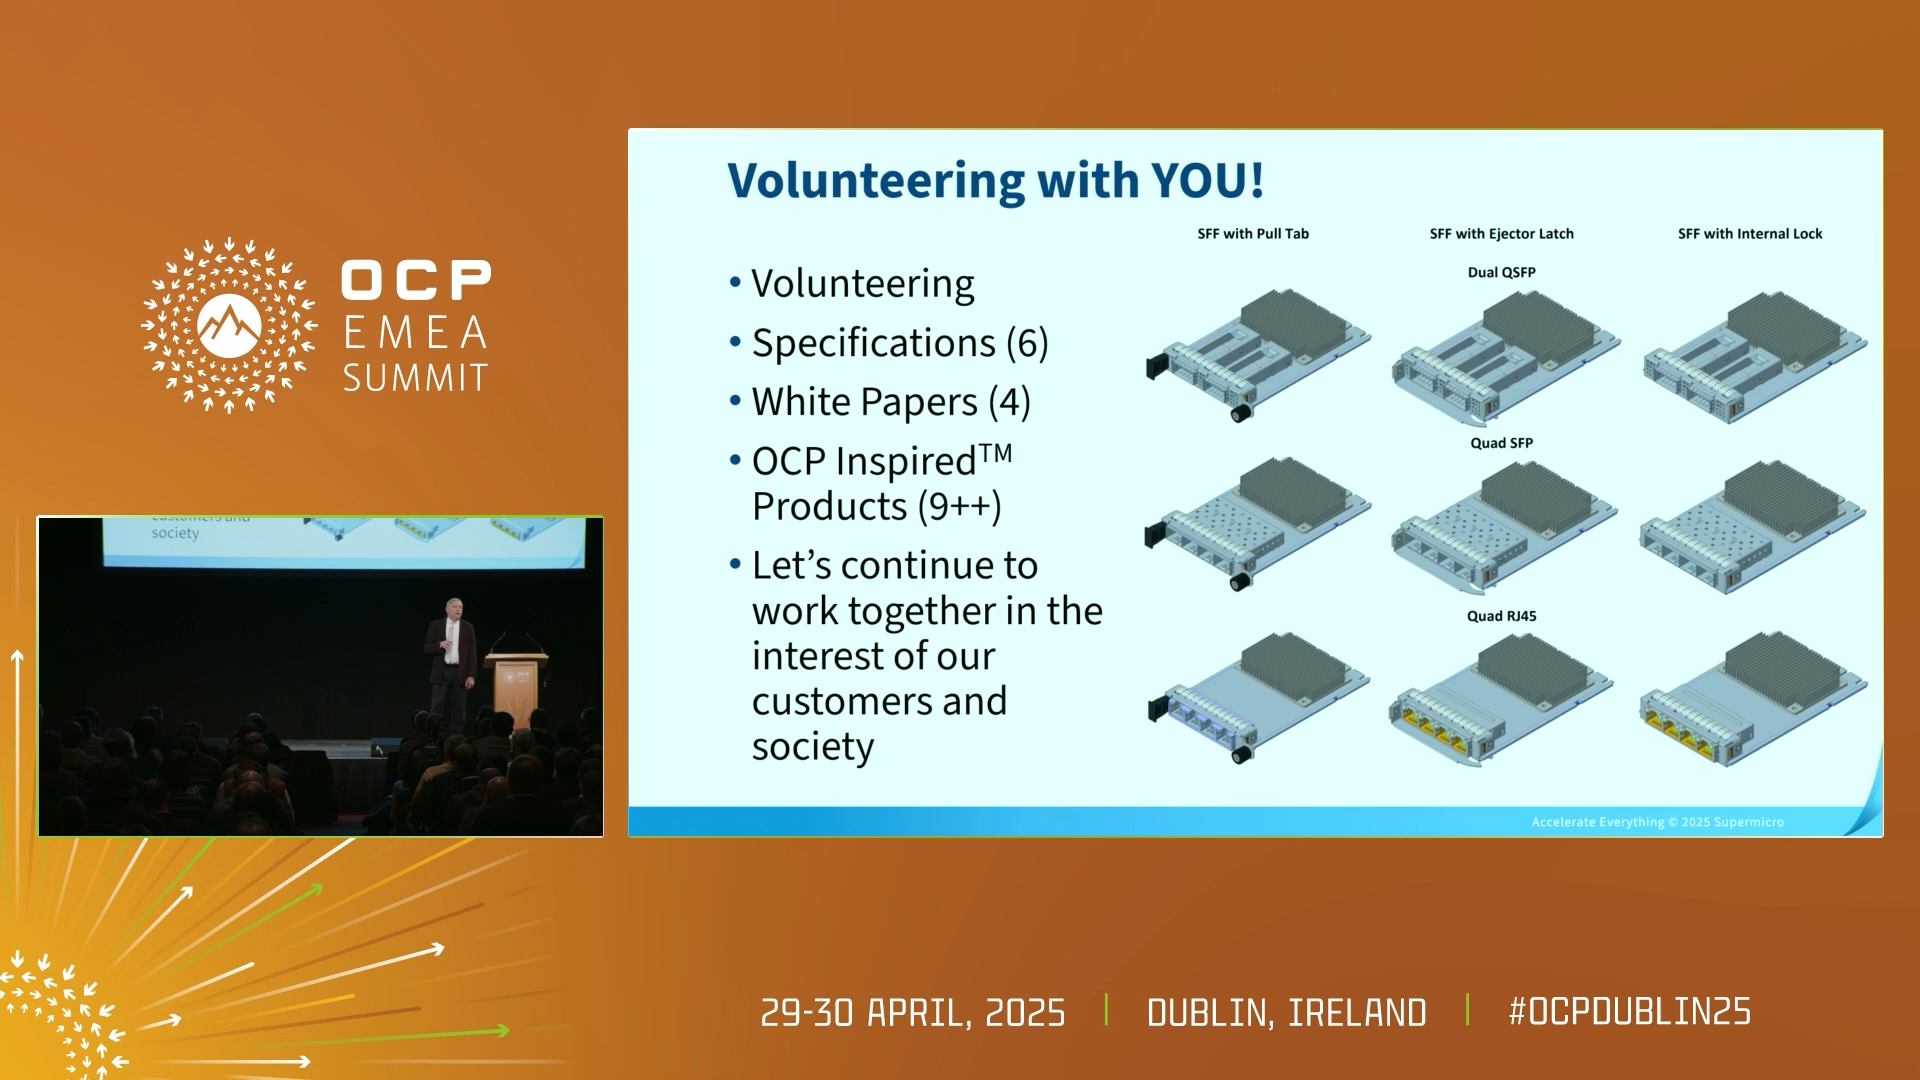 OCP
EMEA
SUMMIT
Volunteering with YOU!
• Volunteering
• Specifications (6)
• White Papers (4)
• OCP Inspired™
Products (9++)
• Let’s continue to
work together in the
interest of our
customers and
society
SFF with Pull Tab
SFF with Ejector Latch
SFF with Internal Lock
Dual QSFP
Quad SFP
Quad RJ45
Accelerate Everything © 2025 Supermicro
customers and
society
OCP
29-30 APRIL, 2025
DUBLIN, IRELAND
#OCPDUBLIN25